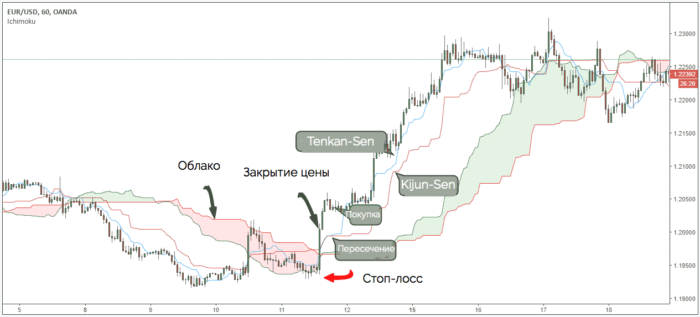 EUR/USD, 60, OANDA
Ichimoku
1.23000
1.22392
26:20
1.22000
1.21500
1.21000
1.20500
1.20000
1.19500
1.19000
Tenkan-Sen
Облако
Закрытие цены
Kijun-Sen
Покупка
Пересечение
Стоп-лосс
5
6
9
10
11
12
15
16
17
18